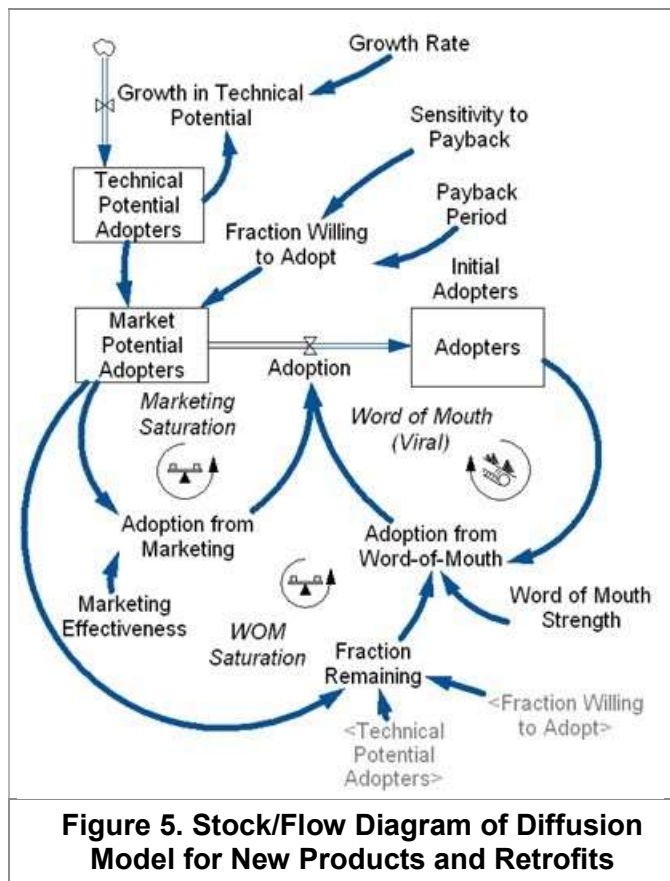 Growth Rate
Growth in Technical
Potential
Sensitivity to
Payback
Technical
Potential
Adopters
Payback
Period
Fraction Willing
to Adopt
Initial
Adopters
Market
Potential
Adopters
Adoption
Adopters
Marketing
Saturation
Word of Mouth
(Viral)
Adoption from
Marketing
Adoption from
Word-of-Mouth
Marketing
Effectiveness
WOM
Saturation
Word of Mouth
Strength
Fraction
Remaining
<Technical
Potential
Adopters>
<Fraction Willing
to Adopt>
Figure 5. Stock/Flow Diagram of Diffusion
Model for New Products and Retrofits